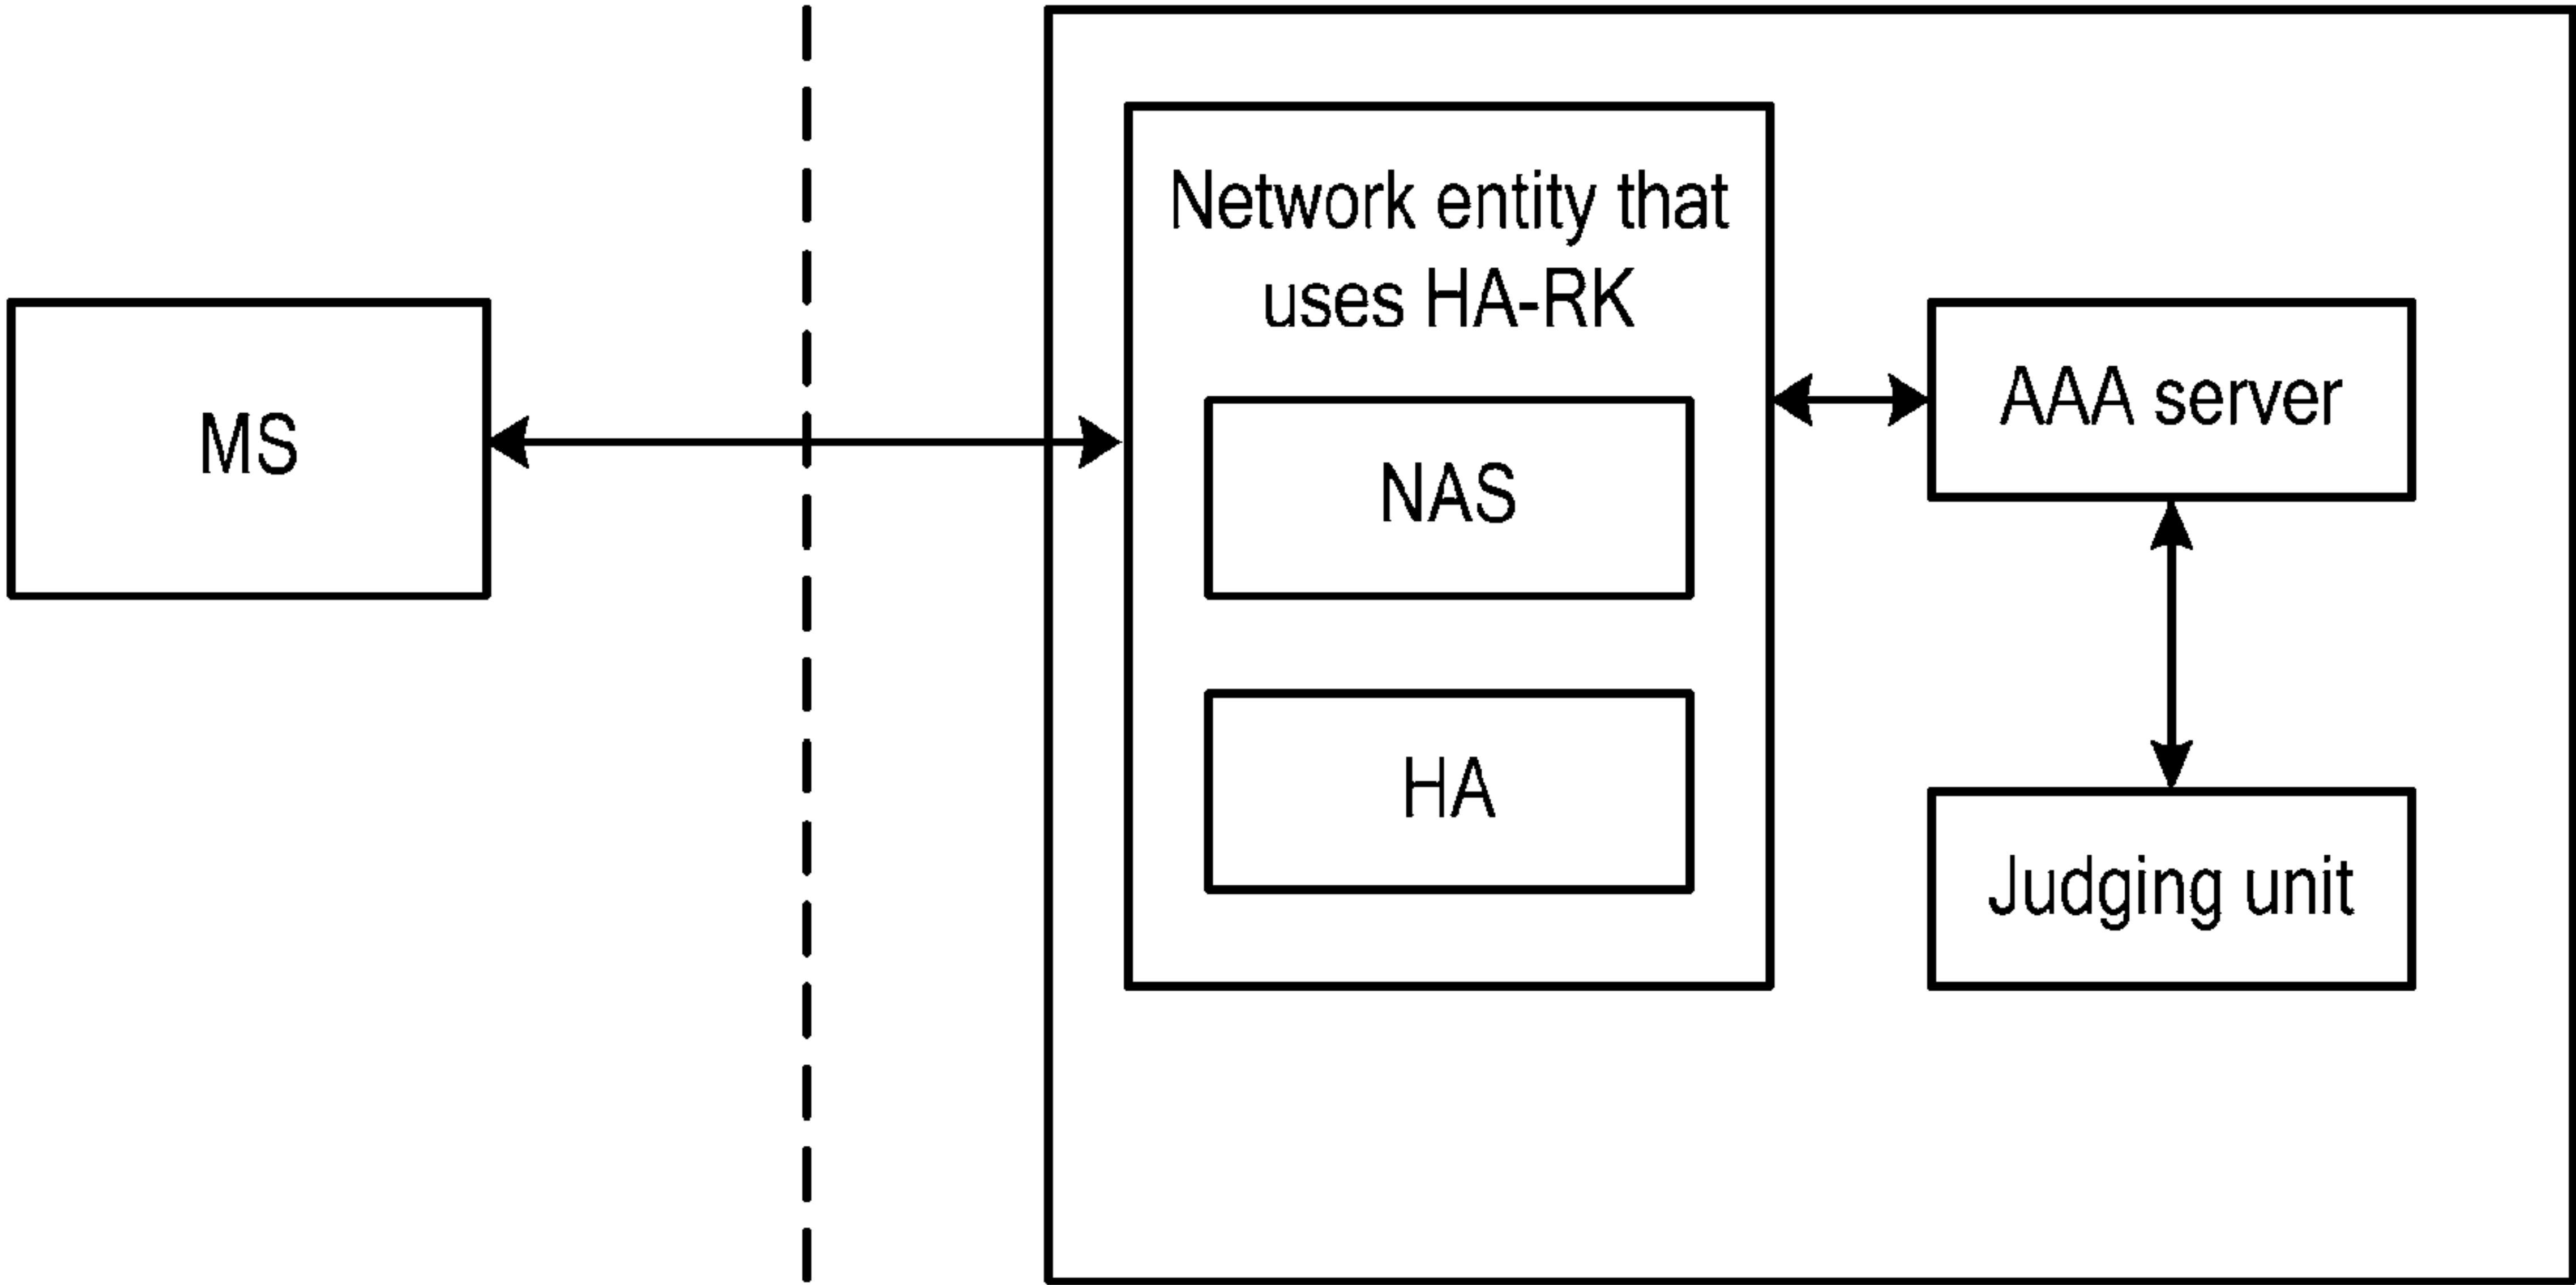 MS
Network entity that
uses HA-RK
NAS
HA
AAA server
Judging unit